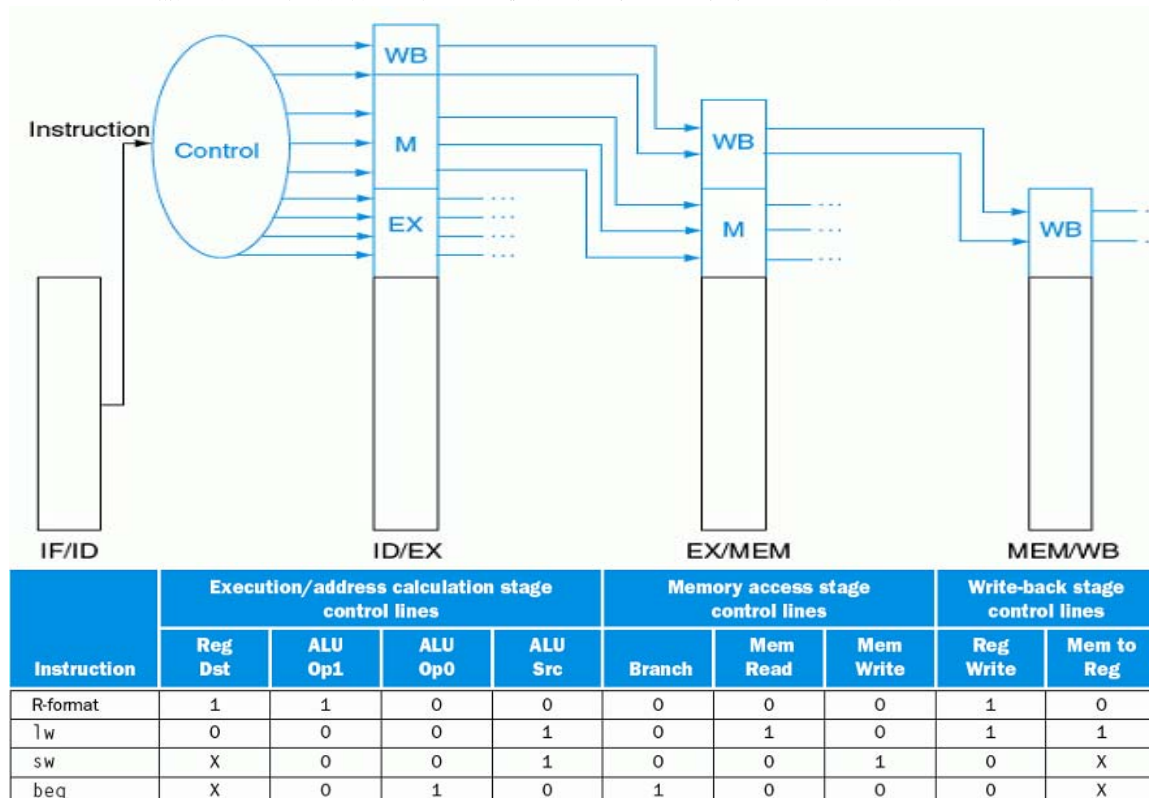 WB
Instruction
Control
M
WB
EX
M
WB
IF/ID
ID/EX
EX/MEM
MEM/WB
Execution/address calculation stage control lines
Memory access stage control lines
Write-back stage control lines
Instruction Reg Dst ALU Op1 ALU Op0 ALU Src Branch Mem Read Mem Write Reg Write Mem to Reg
R-format 1 1 0 0 0 0 0 1 0
lw 0 0 0 1 0 1 0 1 1
sw X 0 0 1 0 0 1 0 X
beq X 0 1 0 1 0 0 0 X